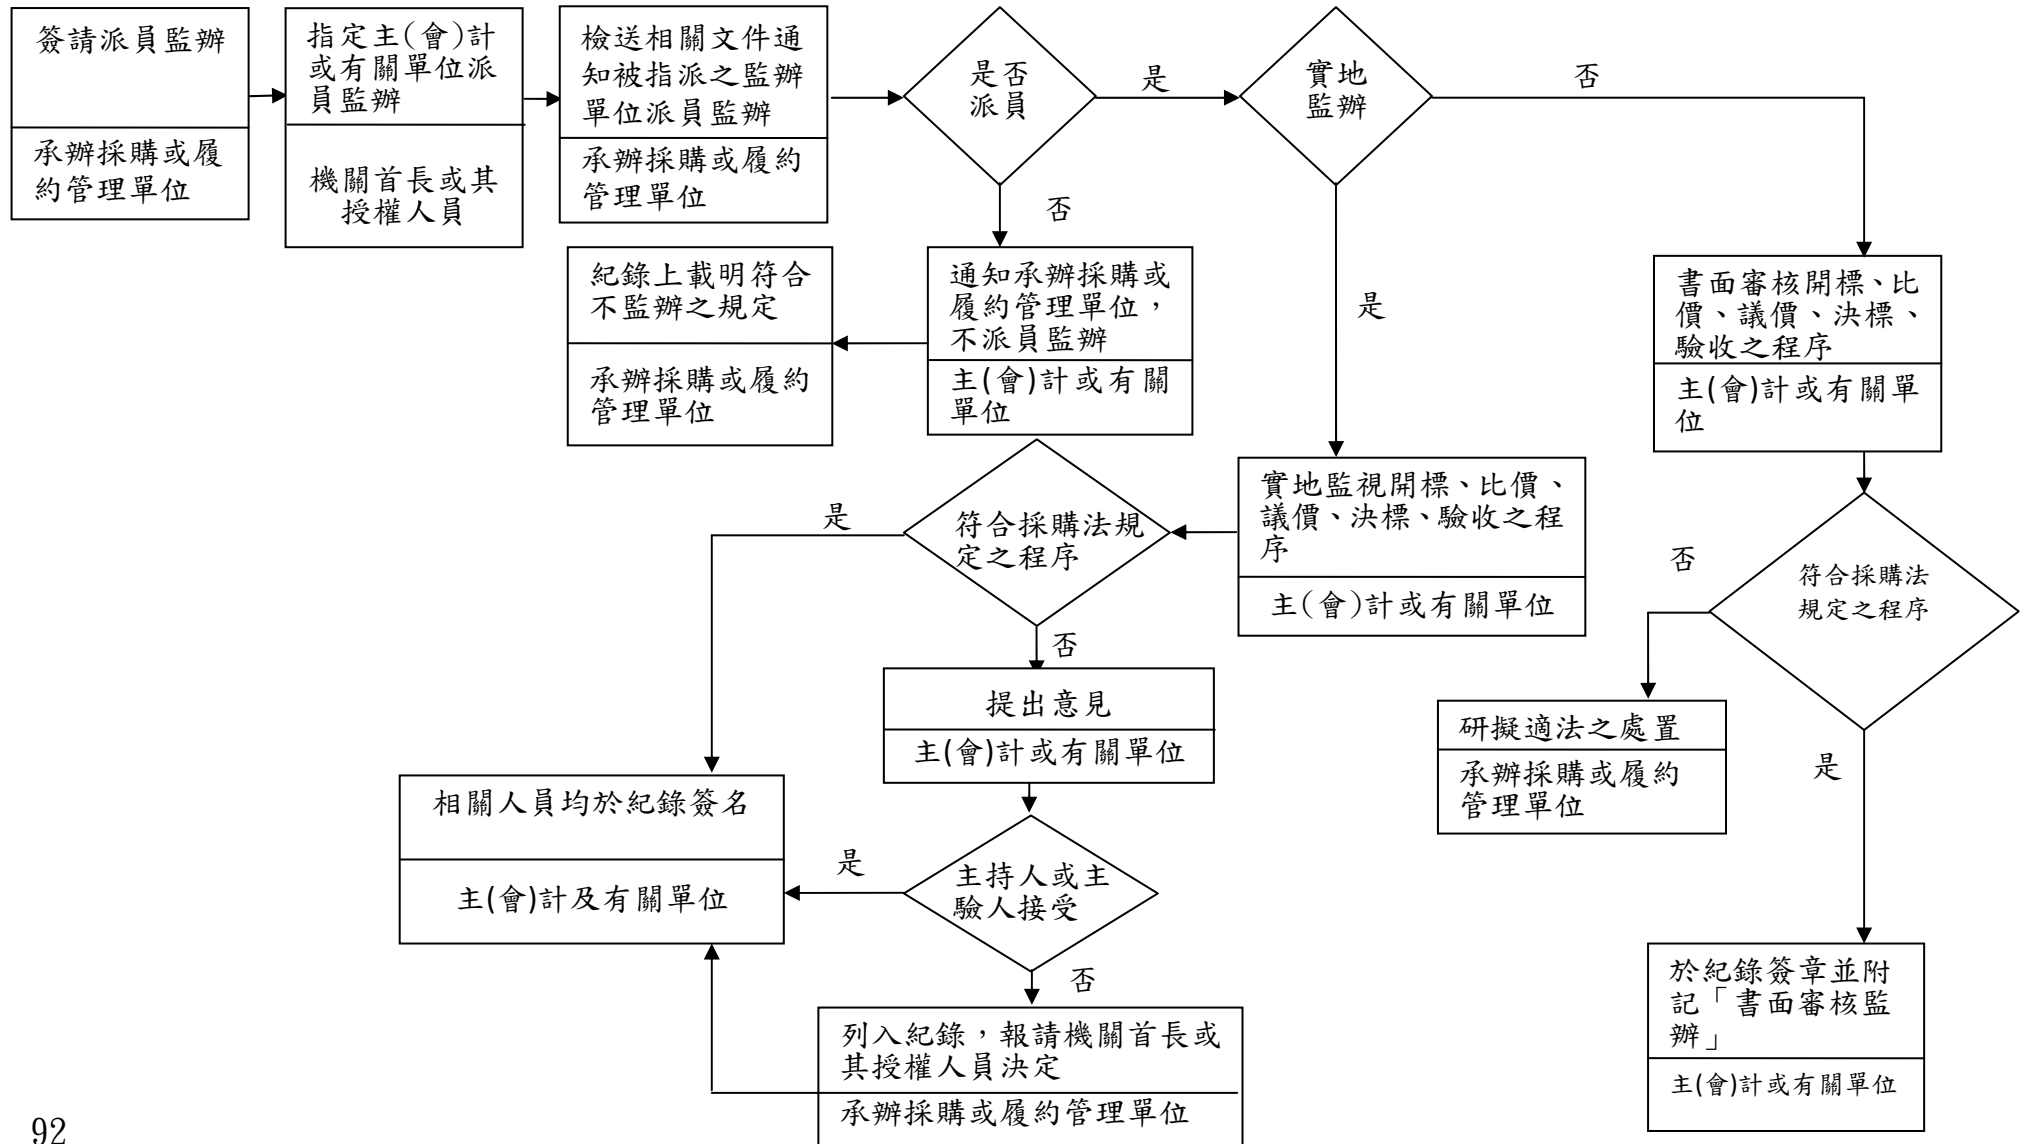 簽請派員監辦
承辦採購或履
約管理單位
指定主(會)計
或有關單位派
員監辦
機關首長或其
授權人員
檢送相關文件通
知被指派之監辦
單位派員監辦
承辦採購或履約
管理單位
是否
派員
是
實地
監辦
否
否
紀錄上載明符合
不監辦之規定
承辦採購或履約
管理單位
通知承辦採購或
履約管理單位，
不派員監辦
主(會)計或有關
單位
是
書面審核開標、比
價、議價、決標、
驗收之程序
主(會)計或有關單
位
是
符合採購法規
定之程序
實地監視開標、比價、
議價、決標、驗收之程
序
主(會)計或有關單位
否
符合採購法
規定之程序
否
提出意見
主(會)計或有關單位
研擬適法之處置
承辦採購或履約
管理單位
是
相關人員均於紀錄簽名
主(會)計及有關單位
是
主持人或主
驗人接受
否
於紀錄簽章並附
記「書面審核監
辦」
主(會)計或有關單位
列入紀錄，報請機關首長或
其授權人員決定
承辦採購或履約管理單位
92